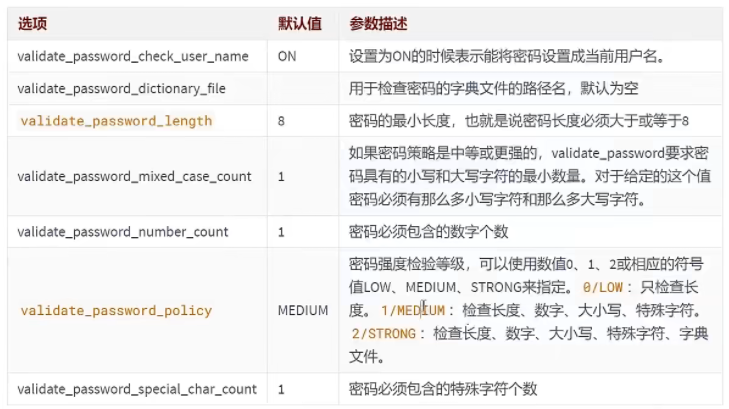 选项 默认值 参数描述
validate_password_check_user_name ON 设置为ON的时候表示能将密码设置成当前用户名。
validate_password_dictionary_file 用于检查密码的字典文件的路径名，默认为空
validate_password_length 8 密码的最小长度，也就是说密码长度必须大于或等于8
如果密码策略是中等或更强的，validate_password要求密
validate_password_mixed_case_count 1 码具有的小写和大写字符的最小数量。对于给定的这个值
密码必须有那么多小写字符和那么多大写字符。
validate_password_number_count 1 密码必须包含的数字个数
密码强度检验等级，可以使用数值0、1、2或相应的符号
值LOW、MEDIUM、STRONG来指定。 0/LOW：只检查长
validate_password_policy MEDIUM 度。 1/MEDIUM：检查长度、数字、大小写、特殊字符。
2/STRONG：检查长度、数字、大小写、特殊字符、字典
文件。
validate_password_special_char_count 1 密码必须包含的特殊字符个数